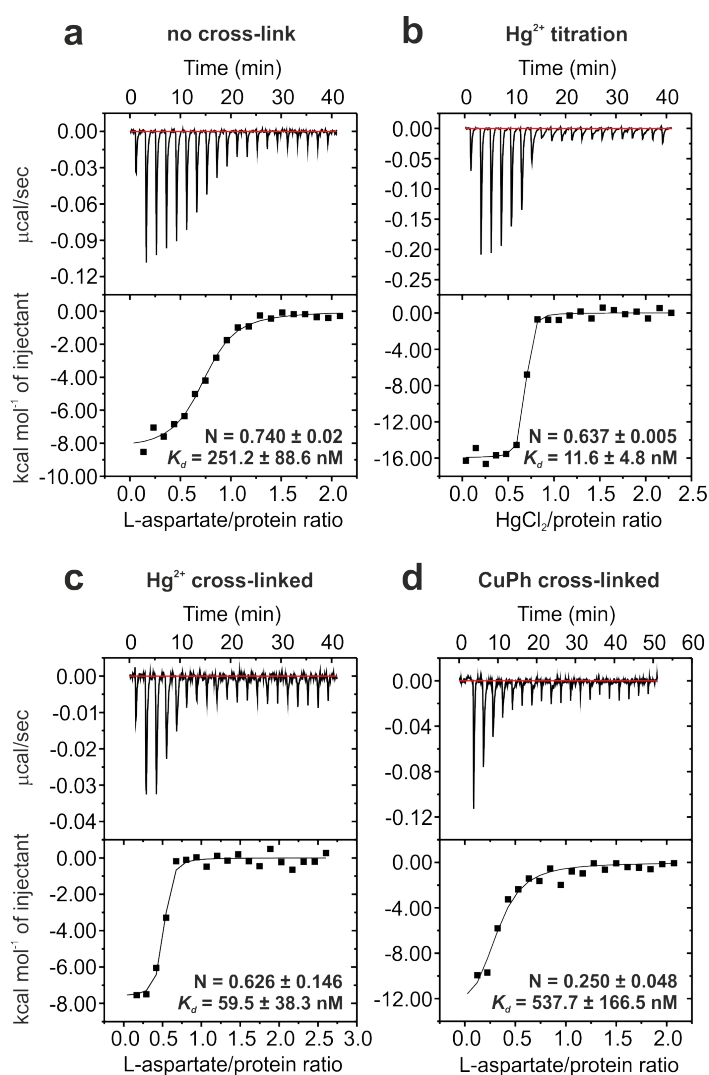 a no cross-link
Time (min)
0 10 20 30 40
0.00
-0.03
-0.06
-0.09
-0.12
µcal/sec
0.00
-2.00
-4.00
-6.00
-8.00
-10.00
kcal mol⁻¹ of injectant
N = 0.740 ± 0.02
Kd = 251.2 ± 88.6 nM
0.0 0.5 1.0 1.5 2.0
L-aspartate/protein ratio
b Hg²⁺ titration
Time (min)
0 10 20 30 40
0.00
-0.05
-0.10
-0.15
-0.20
-0.25
0.00
-4.00
-8.00
-12.00
-16.00
N = 0.637 ± 0.005
Kd = 11.6 ± 4.8 nM
0.0 0.5 1.0 1.5 2.0 2.5
HgCl₂/protein ratio
c Hg²⁺ cross-linked
Time (min)
0 10 20 30 40
0.00
-0.01
-0.02
-0.03
-0.04
µcal/sec
0.00
-2.00
-4.00
-6.00
-8.00
kcal mol⁻¹ of injectant
N = 0.626 ± 0.146
Kd = 59.5 ± 38.3 nM
0.0 0.5 1.0 1.5 2.0 2.5 3.0
L-aspartate/protein ratio
d CuPh cross-linked
Time (min)
0 10 20 30 40 50 60
0.00
-0.04
-0.08
-0.12
0.00
-4.00
-8.00
-12.00
N = 0.250 ± 0.048
Kd = 537.7 ± 166.5 nM
0.0 0.5 1.0 1.5 2.0
L-aspartate/protein ratio